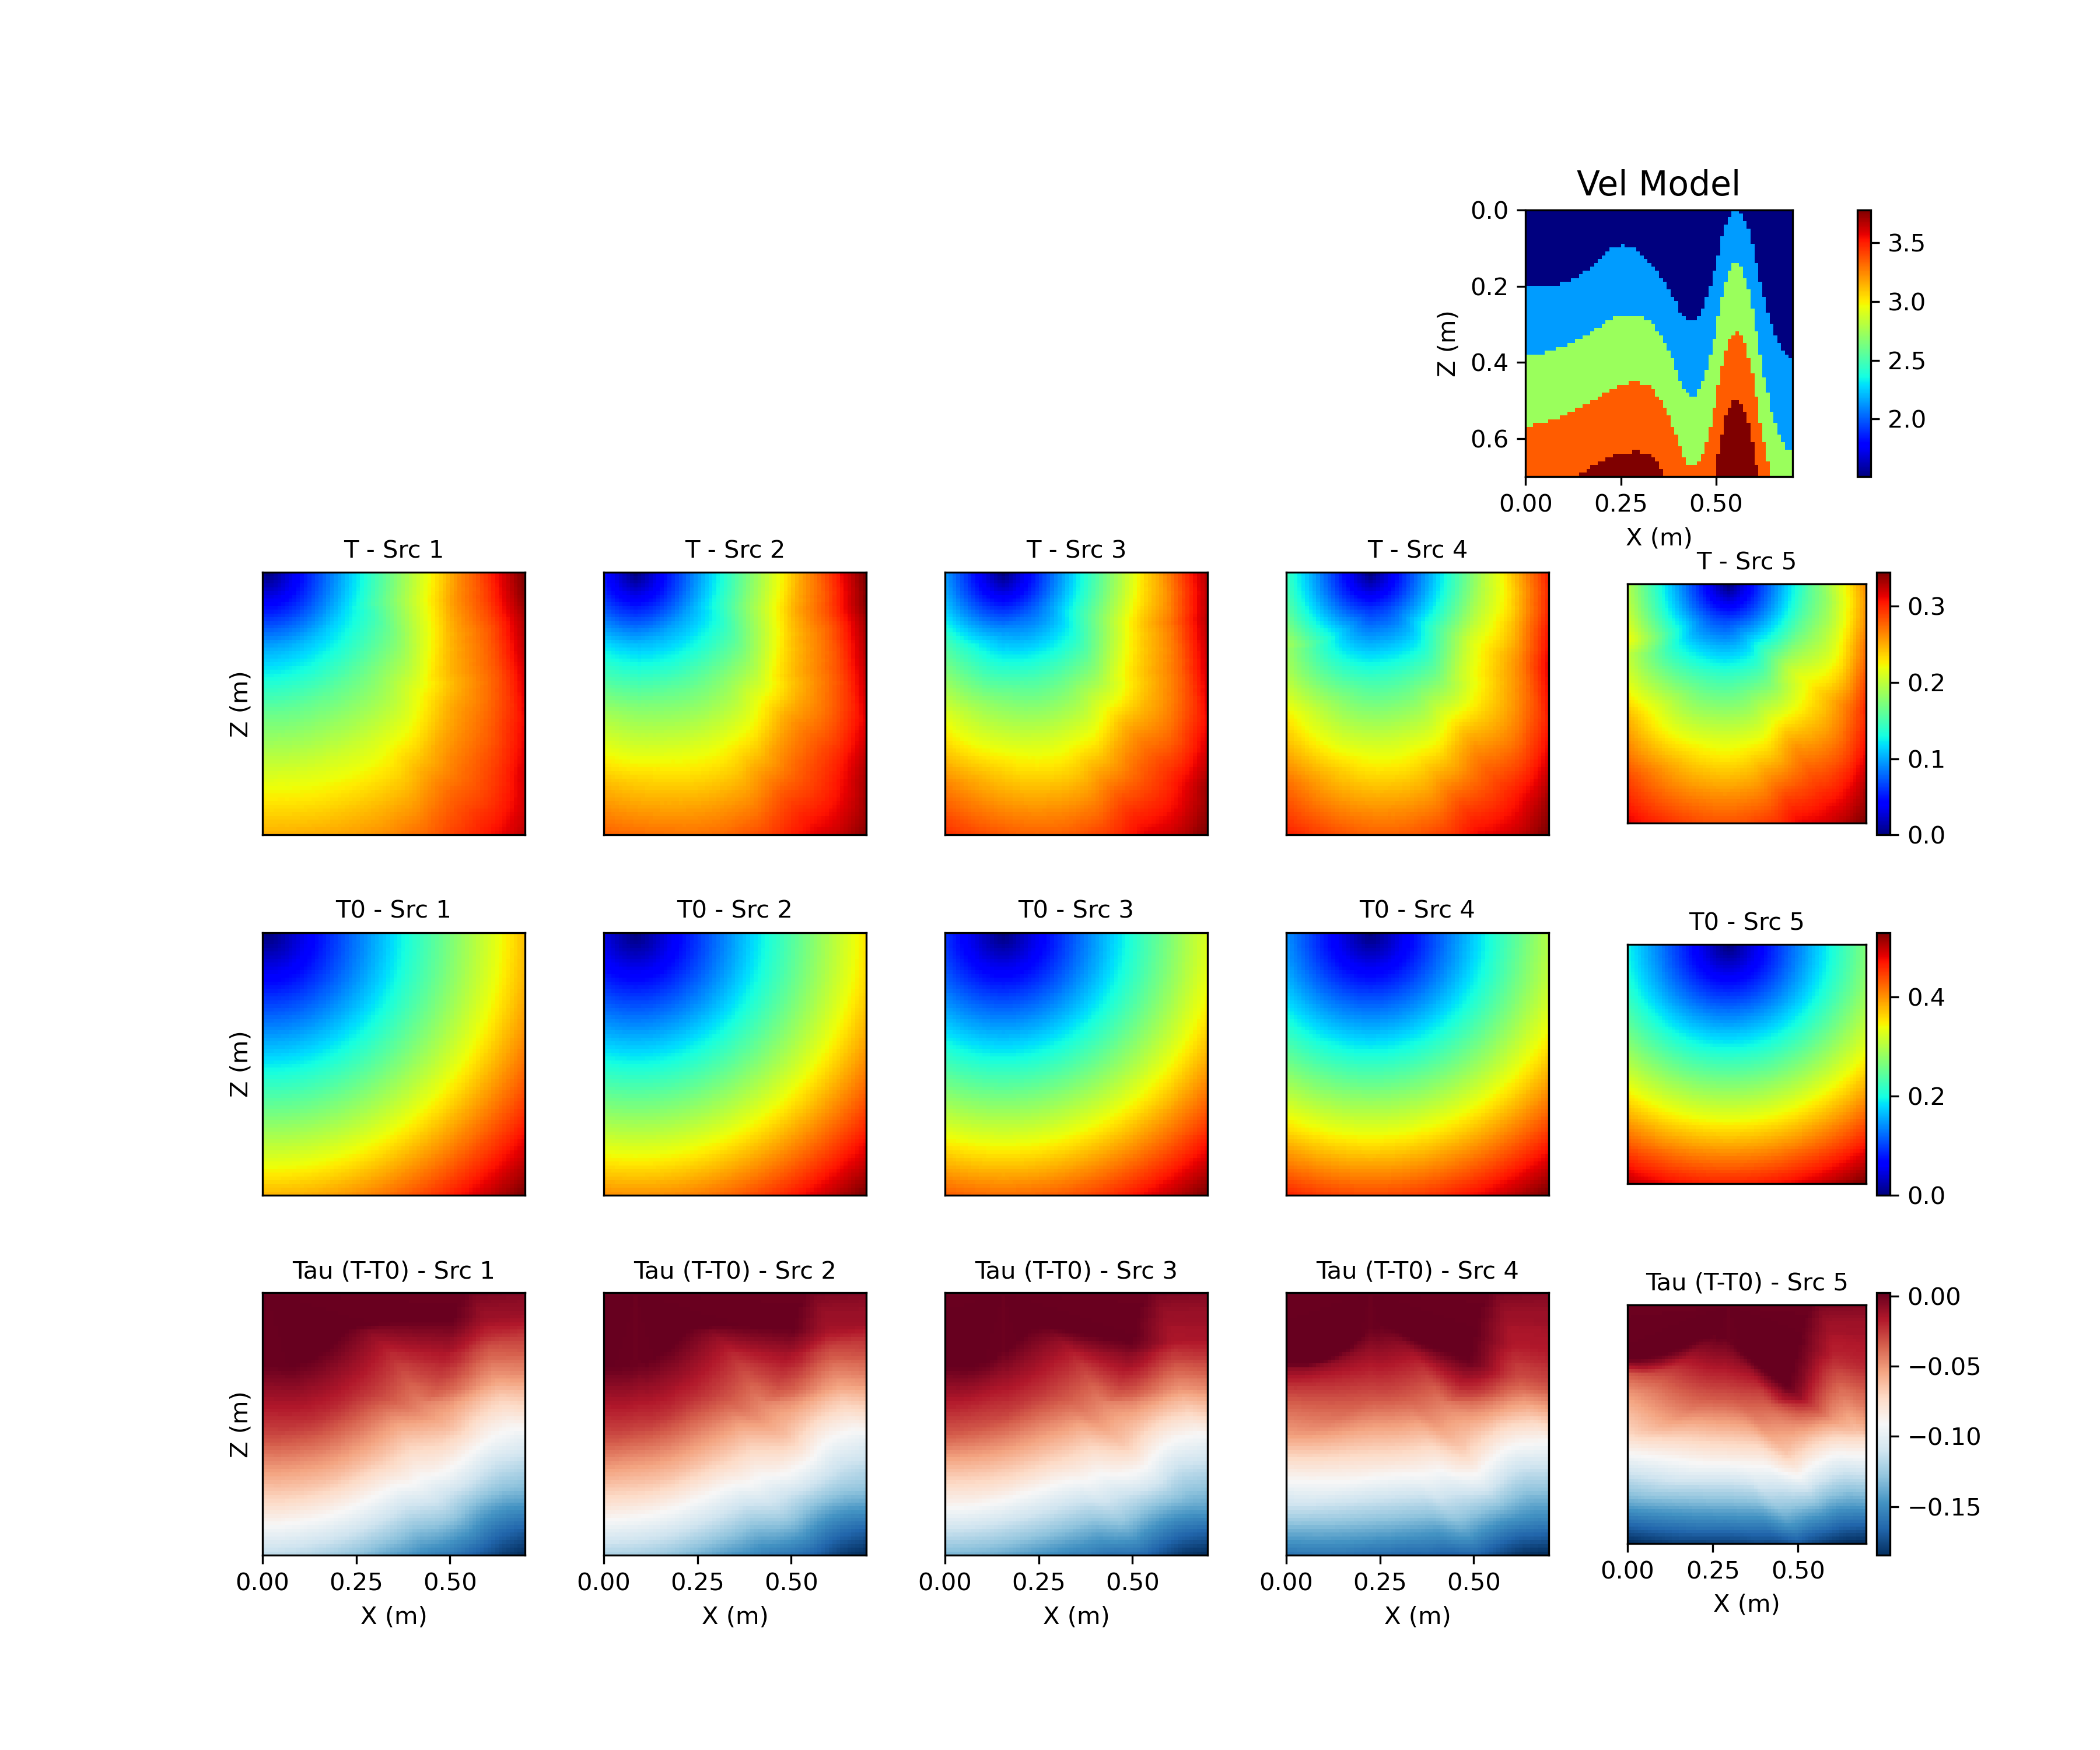 Vel Model
0.0
0.2
0.4
0.6
Z (m)
0.00 0.25 0.50
X (m)
3.5
3.0
2.5
2.0
T - Src 1 T - Src 2 T - Src 3 T - Src 4 T - Src 5
Z (m)
0.3
0.2
0.1
0.0
T0 - Src 1 T0 - Src 2 T0 - Src 3 T0 - Src 4 T0 - Src 5
Z (m)
0.4
0.2
0.0
Tau (T-T0) - Src 1 Tau (T-T0) - Src 2 Tau (T-T0) - Src 3 Tau (T-T0) - Src 4 Tau (T-T0) - Src 5
Z (m)
0.00
−0.05
−0.10
−0.15
0.00 0.25 0.50 0.00 0.25 0.50 0.00 0.25 0.50 0.00 0.25 0.50 0.00 0.25 0.50
X (m) X (m) X (m) X (m) X (m)